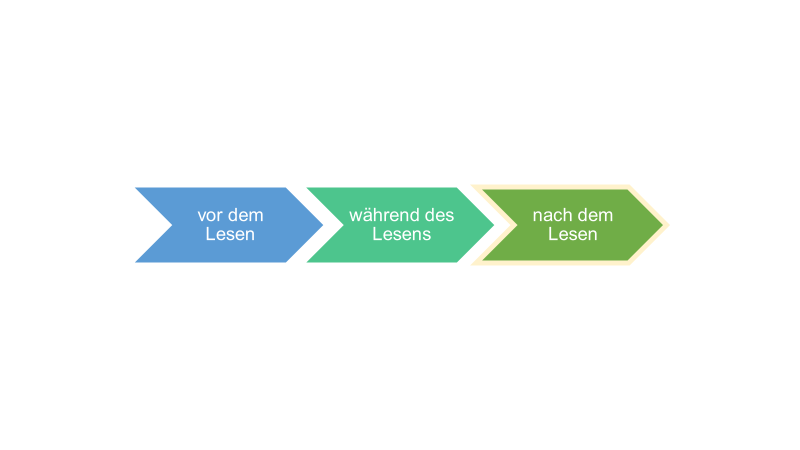 vor dem
Lesen
während des
Lesens
nach dem
Lesen